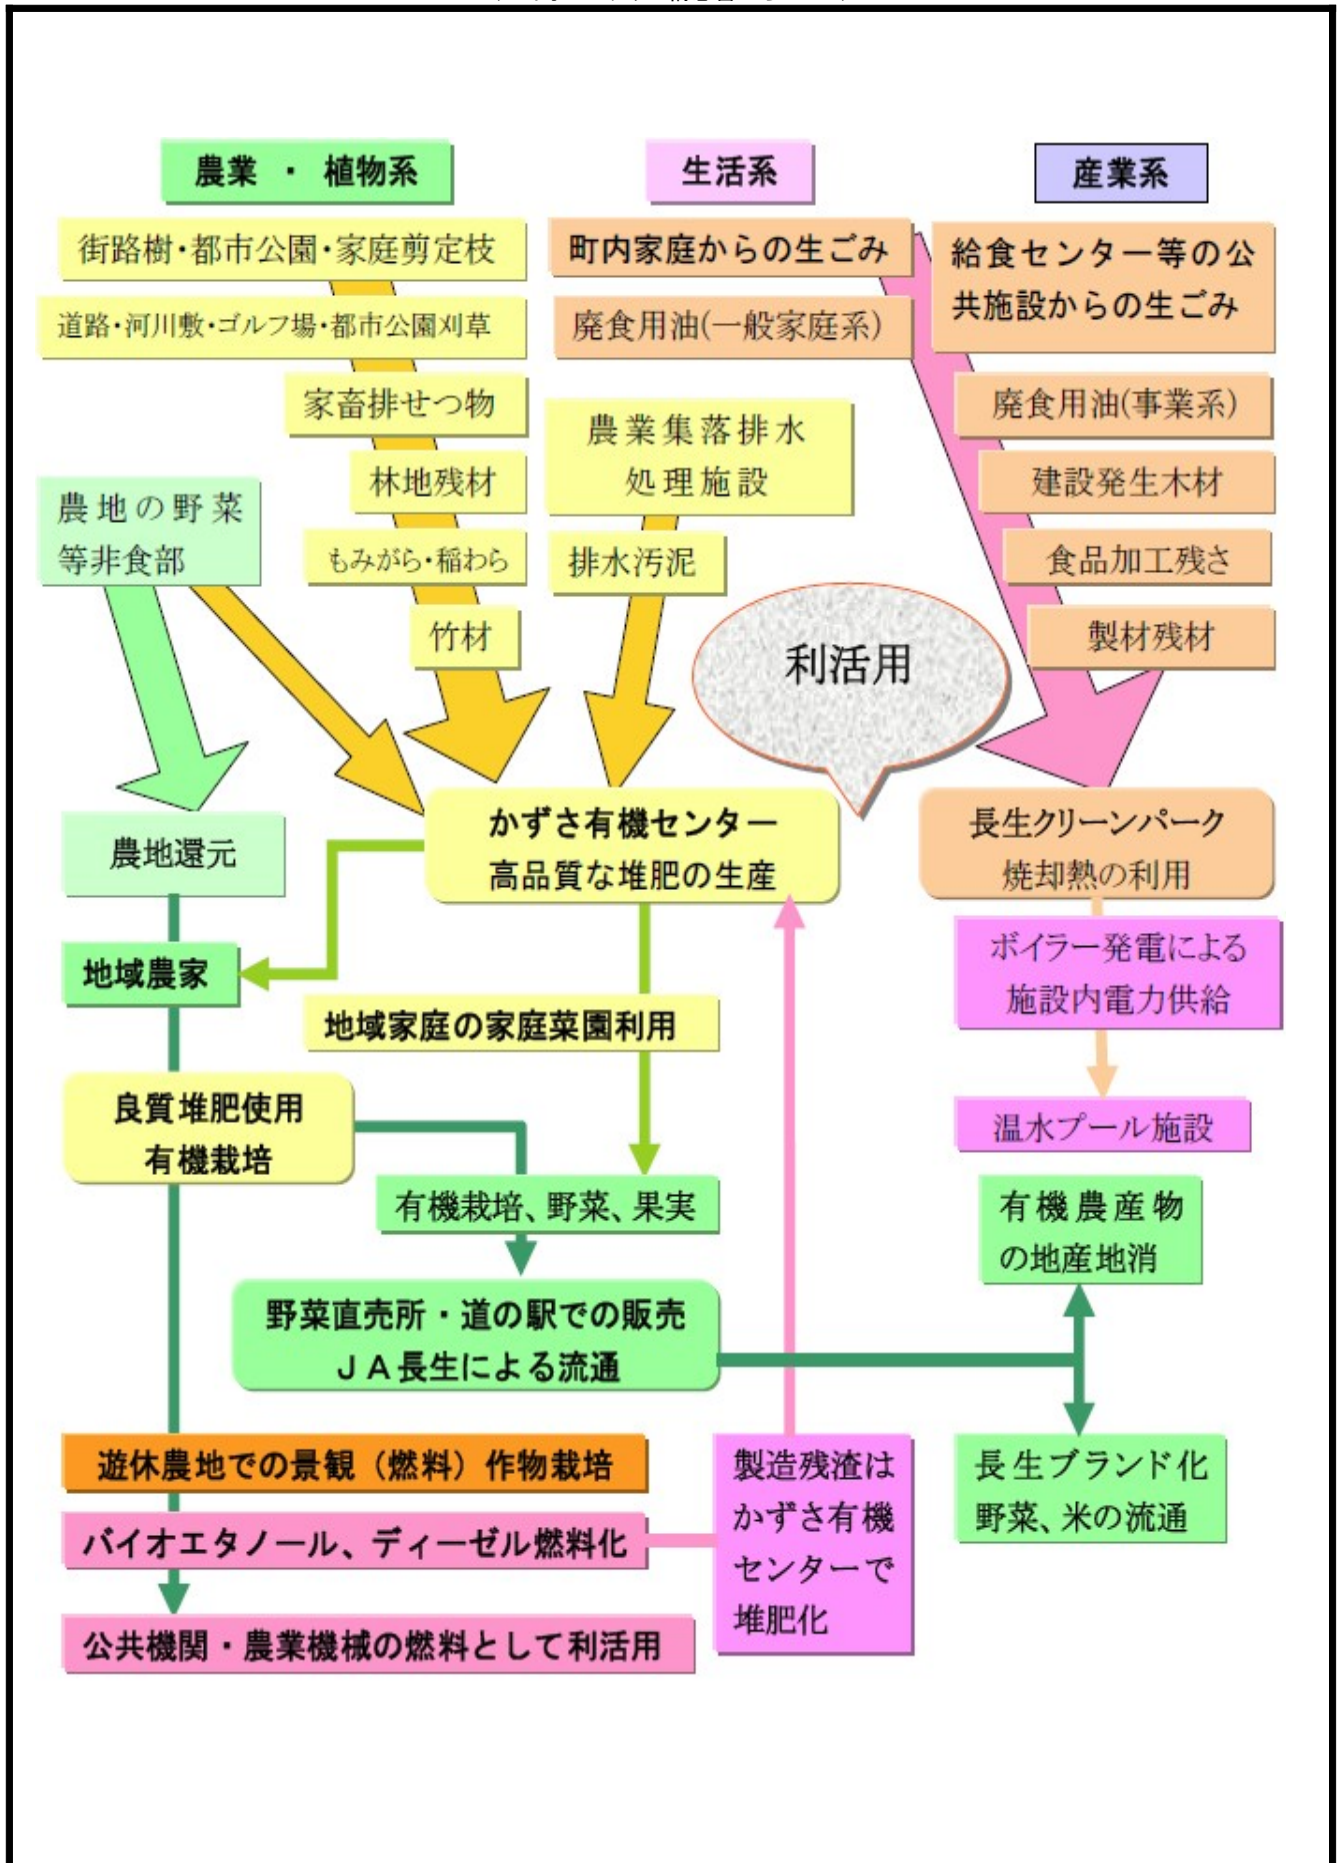 農業 ・ 植物系
生活系
産業系
街路樹・都市公園・家庭剪定枝
道路・河川敷・ゴルフ場・都市公園刈草
家畜排せつ物
林地残材
もみがら・稲わら
竹材
農地の野菜
等非食部
町内家庭からの生ごみ
廃食用油(一般家庭系)
農業集落排水
処理施設
排水汚泥
給食センター等の公
共施設からの生ごみ
廃食用油(事業系)
建設発生木材
食品加工残さ
製材残材
利活用
農地還元
かずさ有機センター
高品質な堆肥の生産
長生クリーンパーク
焼却熱の利用
地域農家
地域家庭の家庭菜園利用
ボイラー発電による
施設内電力供給
良質堆肥使用
有機栽培
温水プール施設
有機栽培、野菜、果実
有機農産物
の地産地消
野菜直売所・道の駅での販売
ＪＡ長生による流通
遊休農地での景観（燃料）作物栽培
バイオエタノール、ディーゼル燃料化
公共機関・農業機械の燃料として利活用
製造残渣は
かずさ有機
センターで
堆肥化
長生ブランド化
野菜、米の流通